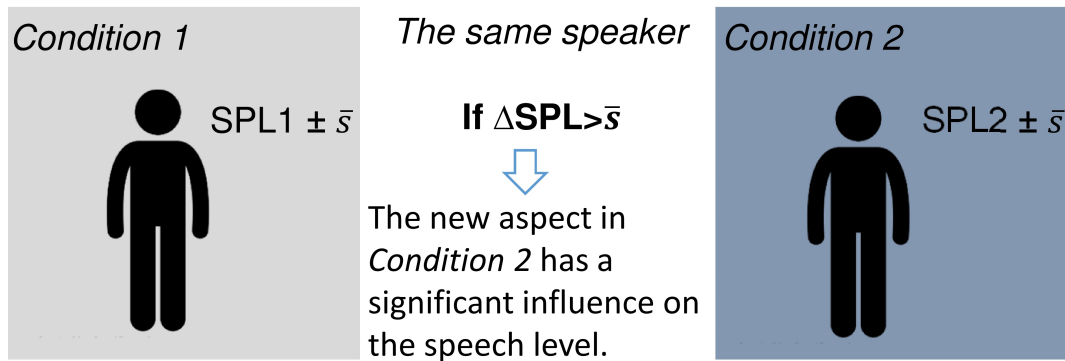 Condition 1
SPL1 ± s̄
The same speaker
If ∆SPL>s̄
The new aspect in
Condition 2 has a
significant influence on
the speech level.
Condition 2
SPL2 ± s̄